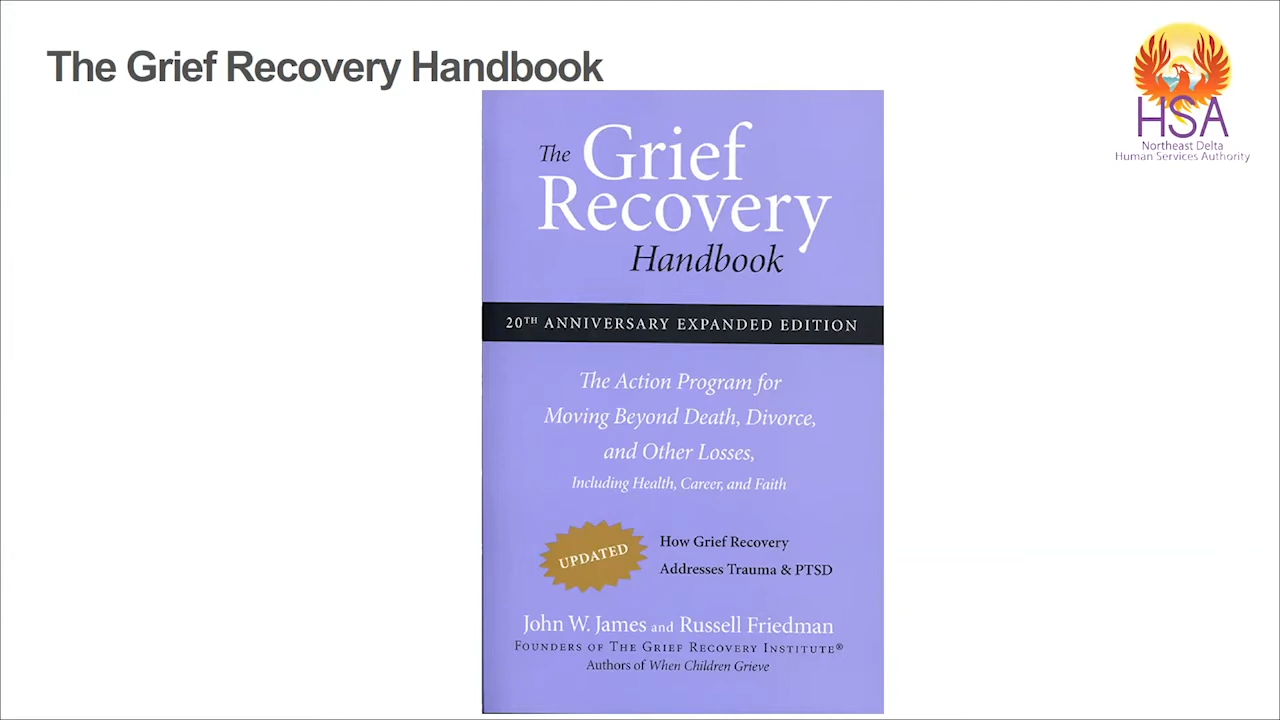 The Grief Recovery Handbook
HSA
Northeast Delta
Human Services Authority
The Grief
Recovery
Handbook
20TH ANNIVERSARY EXPANDED EDITION
The Action Program for
Moving Beyond Death, Divorce,
and Other Losses,
Including Health, Career, and Faith
UPDATED
How Grief Recovery
Addresses Trauma & PTSD
John W. James and Russell Friedman
FOUNDERS OF THE GRIEF RECOVERY INSTITUTE®
Authors of When Children Grieve